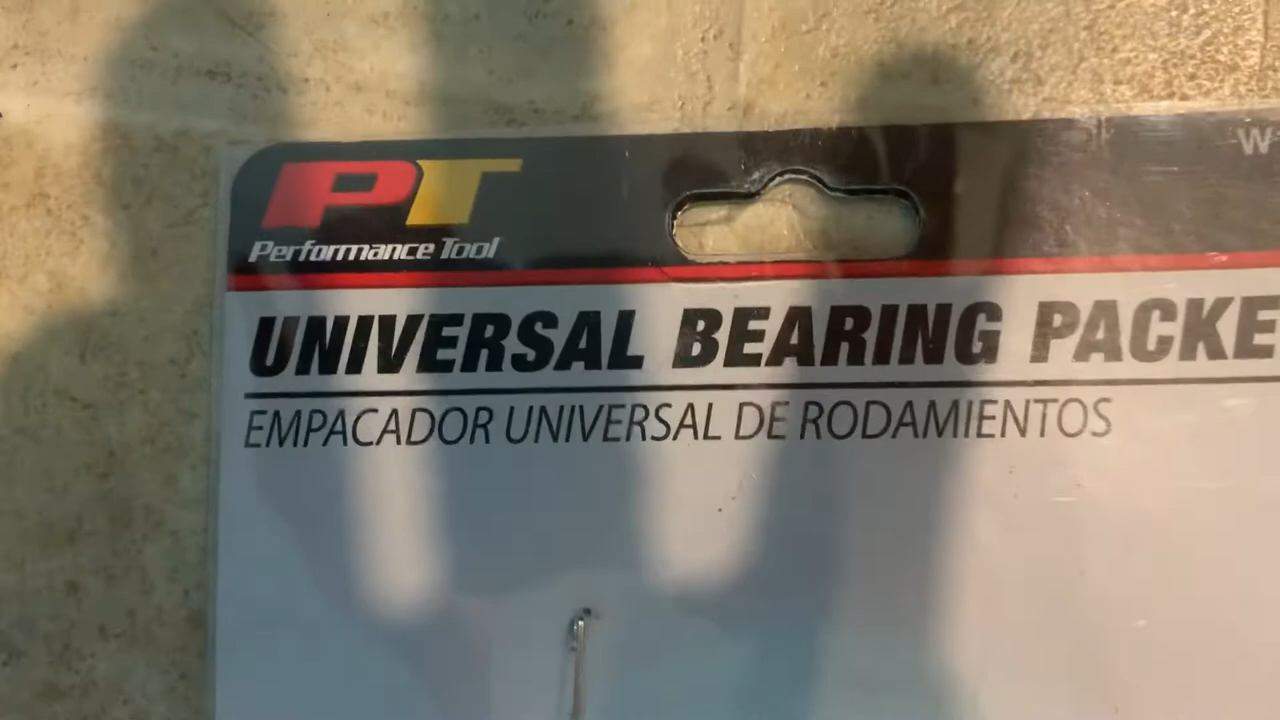 PT
Performance Tool
W
UNIVERSAL BEARING PACKE
EMPACADOR UNIVERSAL DE RODAMIENTOS